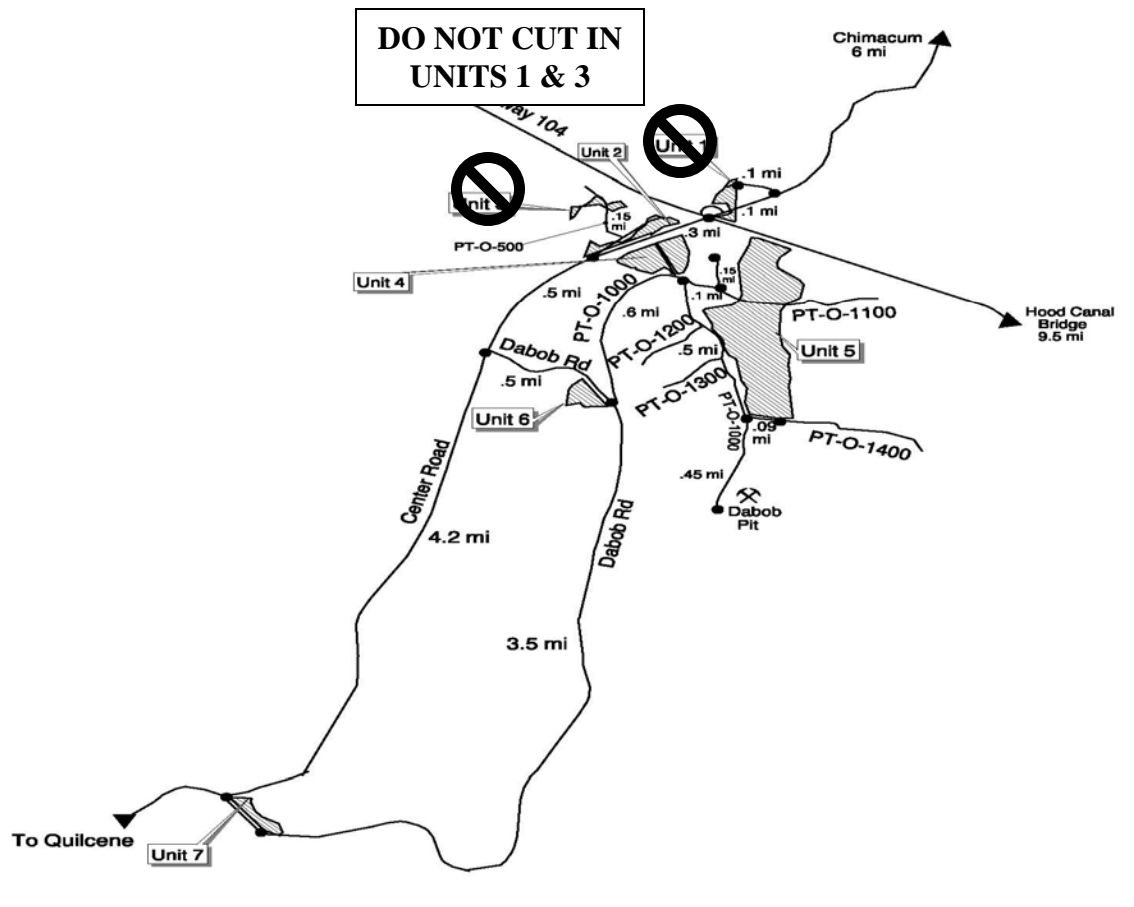 DO NOT CUT IN
UNITS 1 & 3
Chimacum
6 mi
way 104
Unit 2
Unit 1
.1 mi
Unit
.15
mi
.1 mi
.3 mi
PT-O-500
Unit 4
.5 mi
PT-O-1000
.15
mi
.1 mi
.6 mi
PT-O-1100
Hood Canal
Bridge
9.5 mi
PT-O-1200
Unit 5
.5 mi
Dabob Rd
.5 mi
PT-O-1300
Unit 6
PT-O-1000
.09
mi
PT-O-1400
.45 mi
Center Road
Dabob
Pit
4.2 mi
Dabob Rd
3.5 mi
To Quilcene
Unit 7